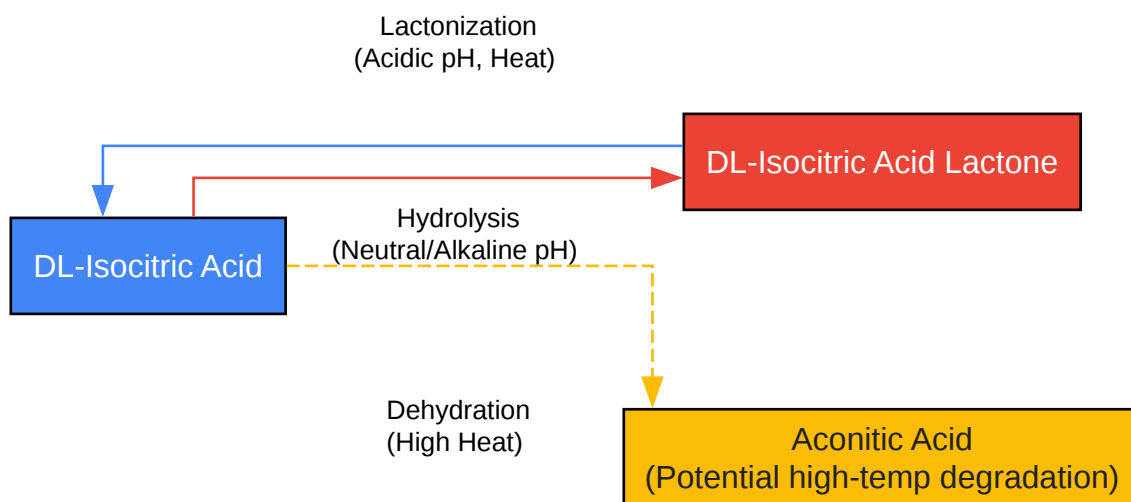 Lactonization
(Acidic pH, Heat)
DL-Isocitric Acid Lactone
Hydrolysis
(Neutral/Alkaline pH)
DL-Isocitric Acid
Dehydration
(High Heat)
Aconitic Acid
(Potential high-temp degradation)